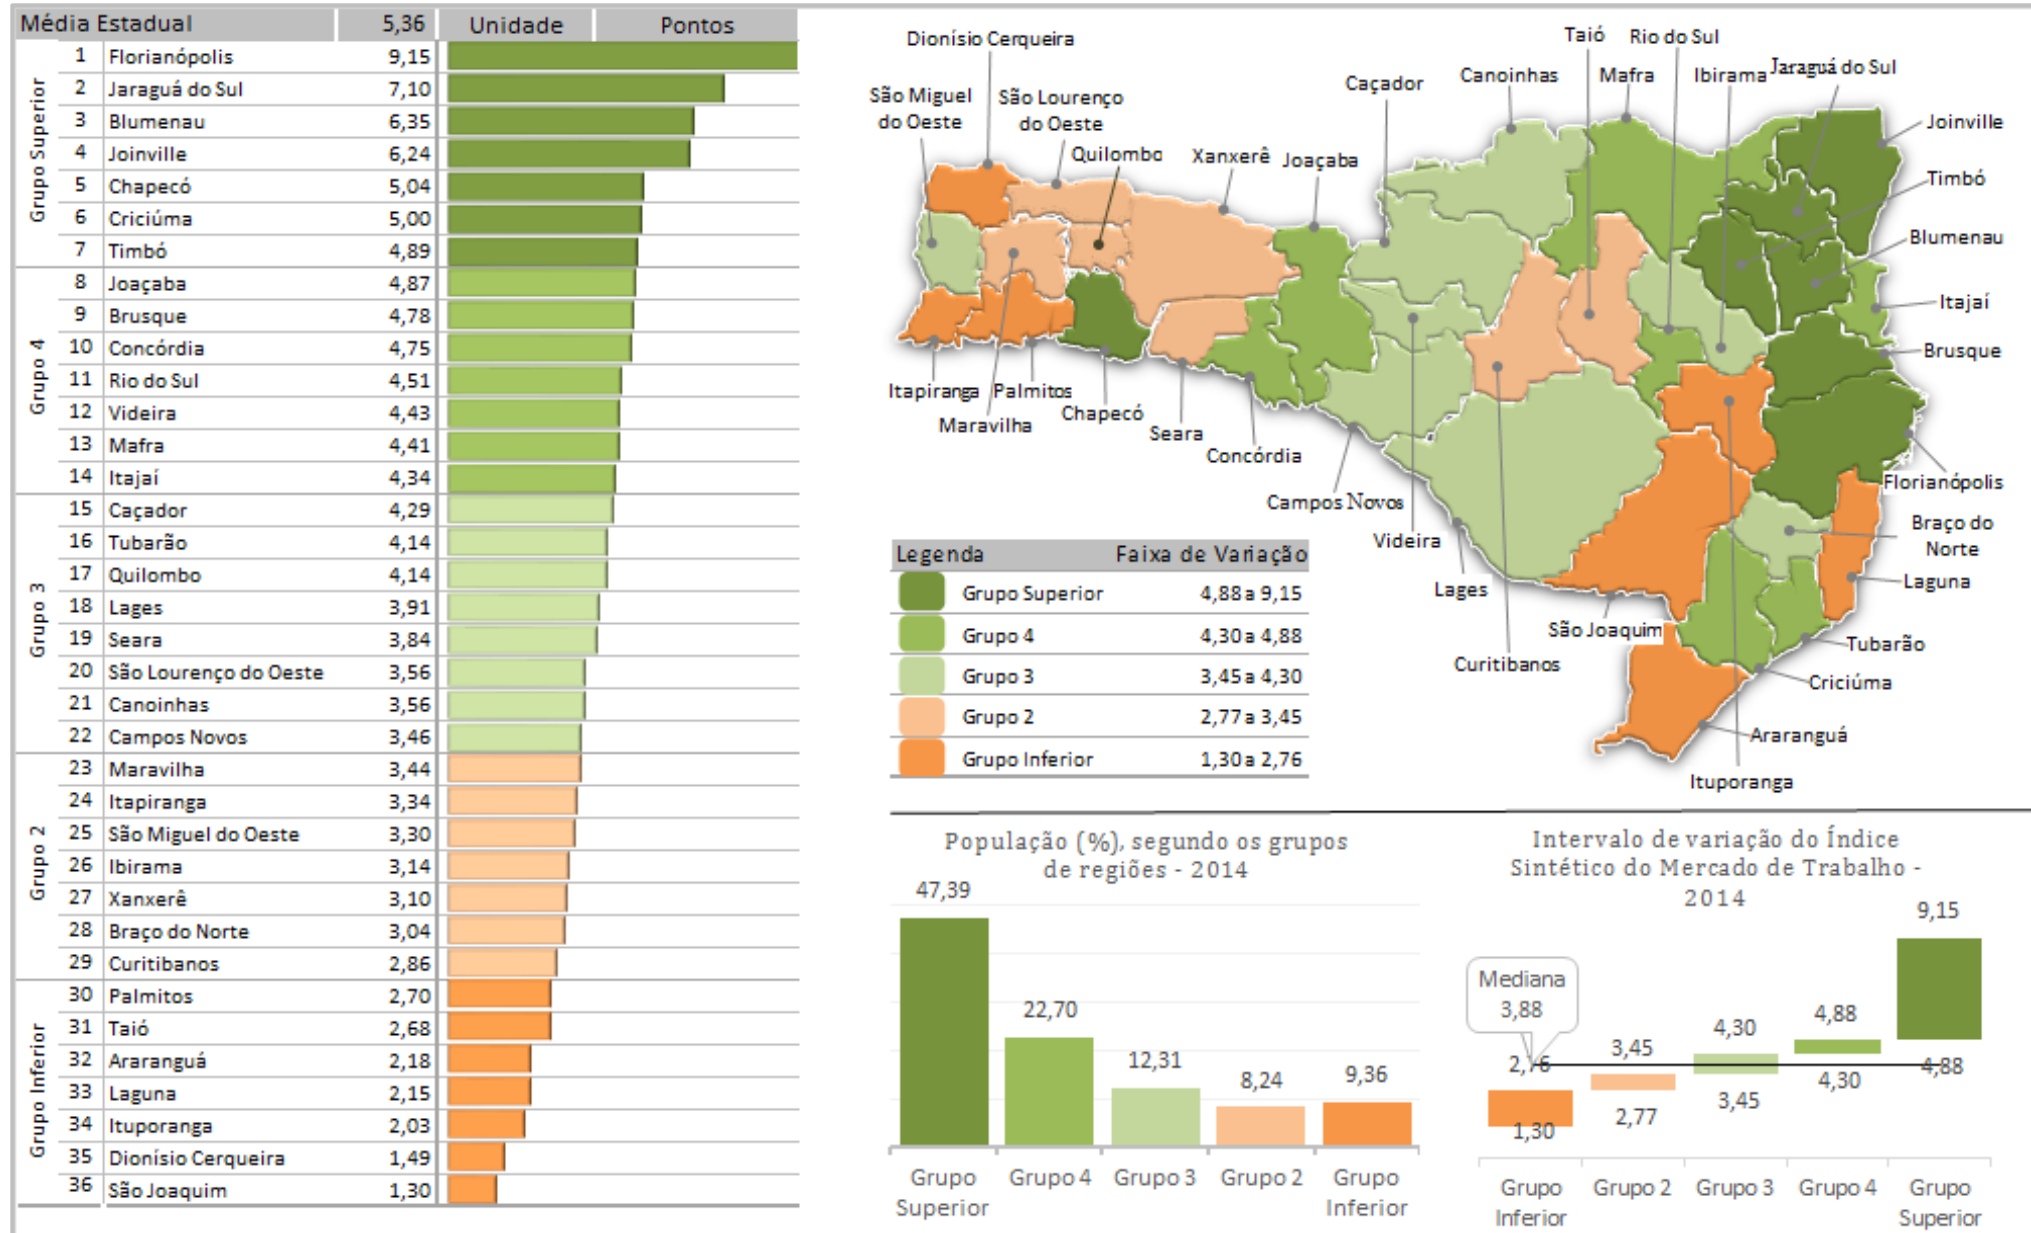 Média Estadual 5,36 Unidade Pontos
Grupo Superior
1 Florianópolis 9,15
2 Jaraguá do Sul 7,10
3 Blumenau 6,35
4 Joinville 6,24
5 Chapecó 5,04
6 Criciúma 5,00
7 Timbó 4,89
Grupo 4
8 Joaçaba 4,87
9 Brusque 4,78
10 Concórdia 4,75
11 Rio do Sul 4,51
12 Videira 4,43
13 Mafra 4,41
14 Itajaí 4,34
Grupo 3
15 Caçador 4,29
16 Tubarão 4,14
17 Quilombo 4,14
18 Lages 3,91
19 Seara 3,84
20 São Lourenço do Oeste 3,56
21 Canoinhas 3,56
22 Campos Novos 3,46
Grupo 2
23 Maravilha 3,44
24 Itapiranga 3,34
25 São Miguel do Oeste 3,30
26 Ibirama 3,14
27 Xanxerê 3,10
28 Braço do Norte 3,04
29 Curitibanos 2,86
Grupo Inferior
30 Palmitos 2,70
31 Taió 2,68
32 Araranguá 2,18
33 Laguna 2,15
34 Ituporanga 2,03
35 Dionísio Cerqueira 1,49
36 São Joaquim 1,30
Dionísio Cerqueira
São Miguel
do Oeste
São Lourenço
do Oeste
Quilombo
Xanxerê
Joaçaba
Caçador
Canoinhas
Taió
Mafra
Rio do Sul
Ibirama
Jaraguá do Sul
Joinville
Timbó
Blumenau
Itajaí
Brusque
Florianópolis
Braço do
Norte
Laguna
Tubarão
Criciúma
Araranguá
Ituporanga
São Joaquim
Curitibanos
Lages
Videira
Campos Novos
Concórdia
Seara
Chapecó
Maravilha
Palmitos
Itapiranga
Legenda Faixa de Variação
Grupo Superior 4,88 a 9,15
Grupo 4 4,30 a 4,88
Grupo 3 3,45 a 4,30
Grupo 2 2,77 a 3,45
Grupo Inferior 1,30 a 2,76
População (%), segundo os grupos
de regiões - 2014
47,39
22,70
12,31
8,24
9,36
Grupo
Superior
Grupo 4
Grupo 3
Grupo 2
Grupo
Inferior
Intervalo de variação do Índice
Sintético do Mercado de Trabalho -
2014
Mediana
3,88
2,76
1,30
3,45
2,77
4,30
3,45
4,88
4,30
9,15
4,88
Grupo
Inferior
Grupo 2
Grupo 3
Grupo 4
Grupo
Superior